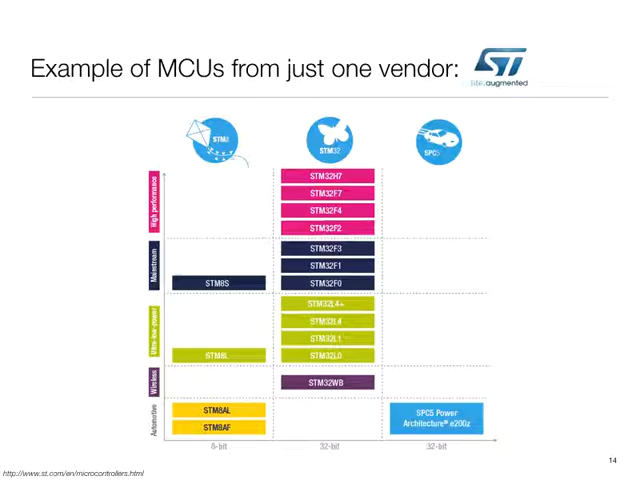 Example of MCUs from just one vendor:
ST
life.augmented
STM8
STM32
SPC5
High performance
STM32H7
STM32F7
STM32F4
STM32F2
Mainstream
STM32F3
STM32F1
STM8S
STM32F0
Ultra-low-power
STM32L4+
STM32L4
STM32L1
STM8L
STM32L0
Wireless
STM32WB
Automotive
STM8AL
STM8AF
SPC5 Power
Architecture® e200z
8-bit
32-bit
32-bit
14
http://www.st.com/en/microcontrollers.html